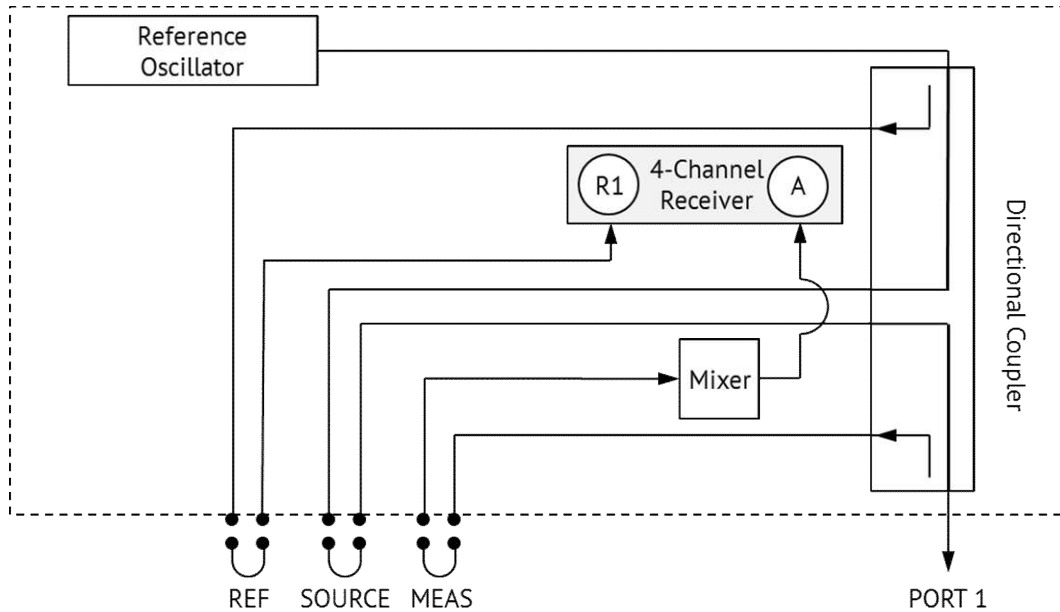 Reference
Oscillator
R1
4-Channel
Receiver
A
Directional Coupler
Mixer
REF
SOURCE
MEAS
PORT 1